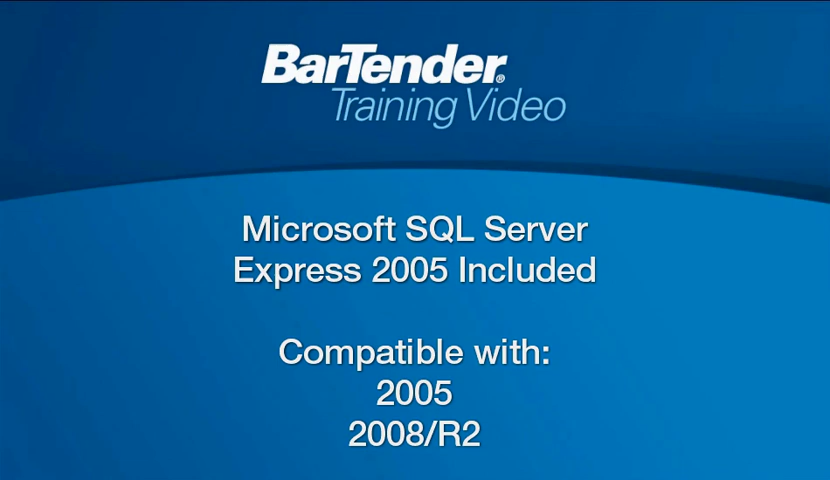 BarTender®
Training Video
Microsoft SQL Server
Express 2005 Included
Compatible with:
2005
2008/R2